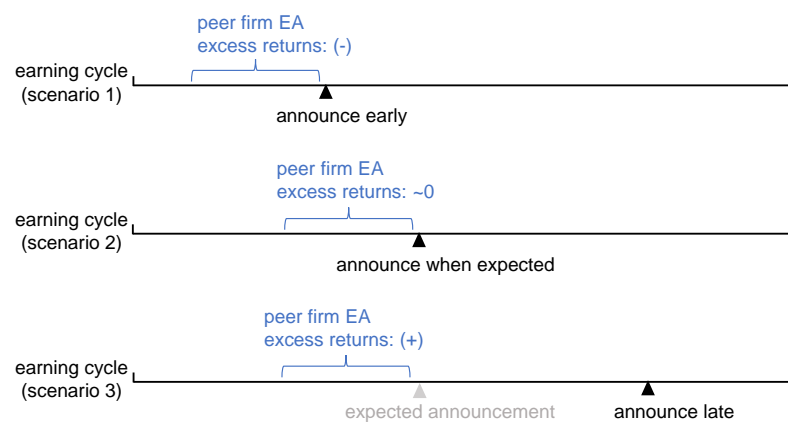 peer firm EA
excess returns: (-)
earning cycle
(scenario 1)
announce early
peer firm EA
excess returns: ~0
earning cycle
(scenario 2)
announce when expected
peer firm EA
excess returns: (+)
earning cycle
(scenario 3)
expected announcement
announce late